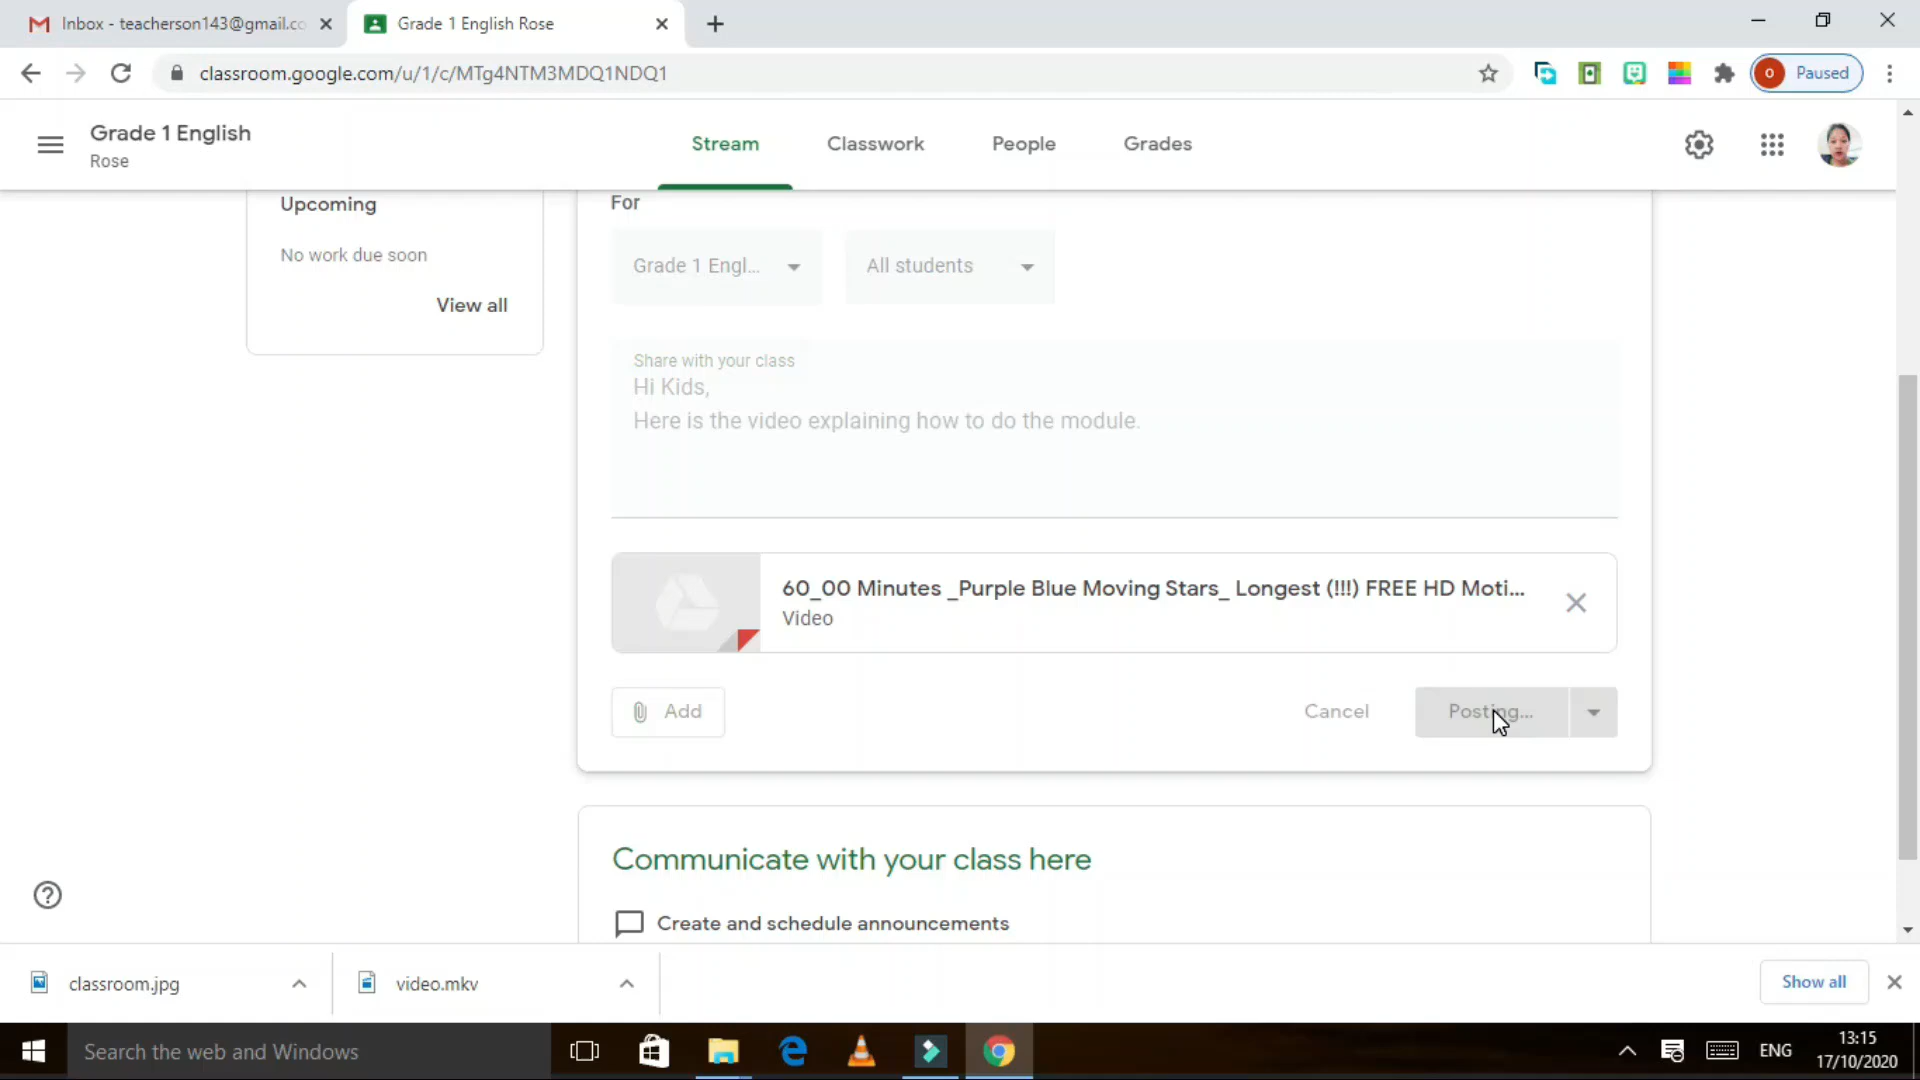 Inbox - teacherson143@gmail.co
Grade 1 English Rose
classroom.google.com/u/1/c/MTg4NTM3MDQ1NDQ1
o
Paused
Grade 1 English
Rose
Stream
Classwork
People
Grades
Upcoming
No work due soon
View all
For
Grade 1 Engl...
All students
Share with your class
Hi Kids,
Here is the video explaining how to do the module.
60_00 Minutes _Purple Blue Moving Stars_ Longest (!!!) FREE HD Moti...
Video
Add
Cancel
Posting...
Communicate with your class here
Create and schedule announcements
classroom.jpg
video.mkv
Show all
Search the web and Windows
ENG
13:15
17/10/2020